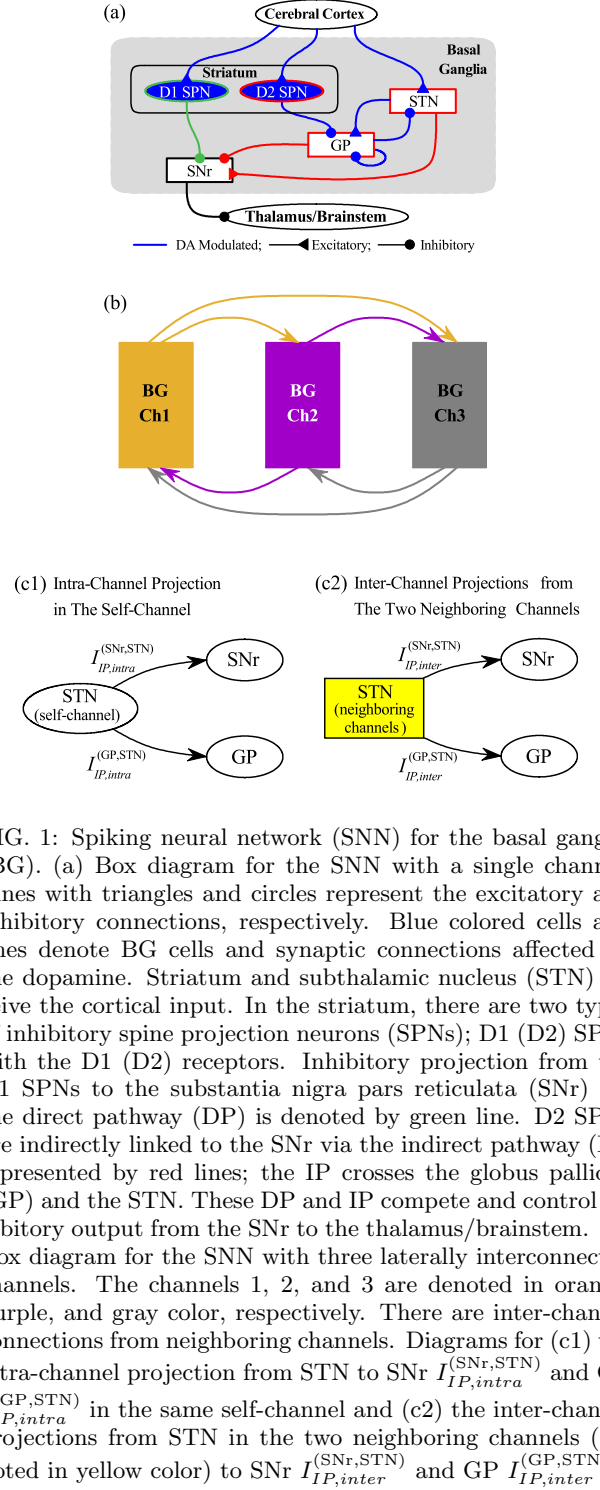 (a)
Cerebral Cortex
Basal
Ganglia
Striatum
D1 SPN
D2 SPN
STN
GP
SNr
Thalamus/Brainstem
DA Modulated; Excitatory; Inhibitory
(b)
BG
Ch1
BG
Ch2
BG
Ch3
(c1) Intra-Channel Projection
in The Self-Channel
I_{IP,intra}^{(SNr,STN)}
SNr
STN
(self-channel)
I_{IP,intra}^{(GP,STN)}
GP
(c2) Inter-Channel Projections from
The Two Neighboring Channels
I_{IP,inter}^{(SNr,STN)}
SNr
STN
(neighboring
channels)
I_{IP,inter}^{(GP,STN)}
GP
IG. 1: Spiking neural network (SNN) for the basal gang
BG). (a) Box diagram for the SNN with a single chann
ines with triangles and circles represent the excitatory a
hibitory connections, respectively. Blue colored cells a
nes denote BG cells and synaptic connections affected
e dopamine. Striatum and subthalamic nucleus (STN)
eive the cortical input. In the striatum, there are two typ
f inhibitory spine projection neurons (SPNs); D1 (D2) SP
ith the D1 (D2) receptors. Inhibitory projection from t
1 SPNs to the substantia nigra pars reticulata (SNr)
e direct pathway (DP) is denoted by green line. D2 SP
re indirectly linked to the SNr via the indirect pathway (I
presented by red lines; the IP crosses the globus pallid
GP) and the STN. These DP and IP compete and control
ibitory output from the SNr to the thalamus/brainstem.
ox diagram for the SNN with three laterally interconnect
hannels. The channels 1, 2, and 3 are denoted in oran
urple, and gray color, respectively. There are inter-chan
onnections from neighboring channels. Diagrams for (c1) t
tra-channel projection from STN to SNr I_{IP,intra}^{(SNr,STN)} and G
(GP,STN)}_{P,intra} in the same self-channel and (c2) the inter-chan
rojections from STN in the two neighboring channels (
oted in yellow color) to SNr I_{IP,inter}^{(SNr,STN)} and GP I_{IP,inter}^{(GP,STN